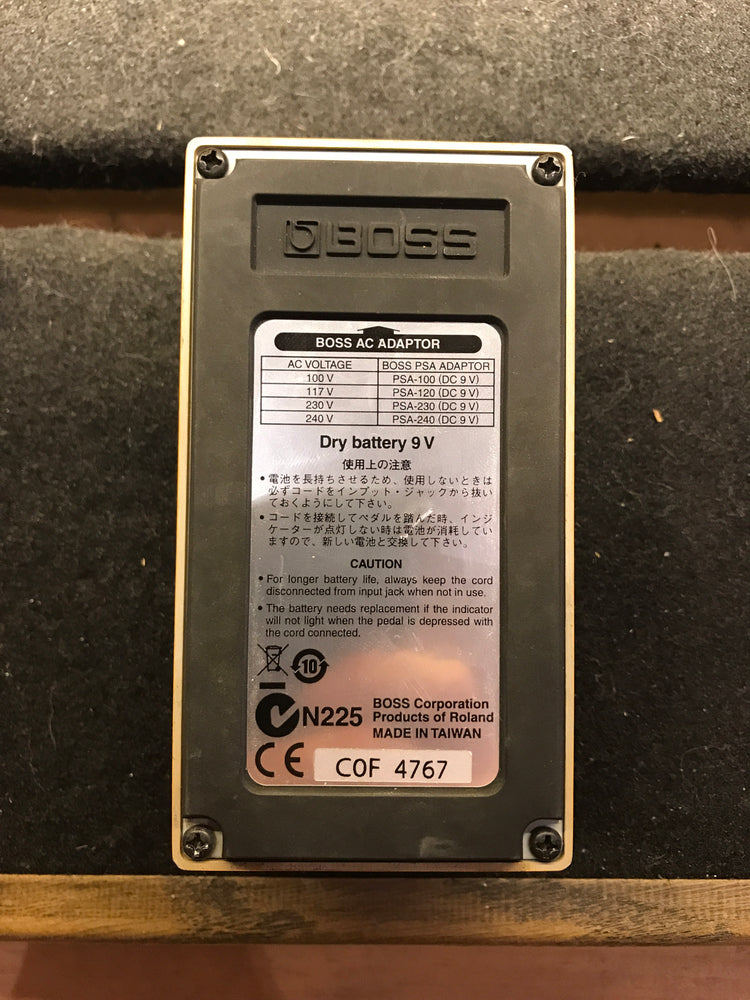 BOSS
BOSS AC ADAPTOR
AC VOLTAGE BOSS PSA ADAPTOR
100 V PSA-100 (DC 9 V)
117 V PSA-120 (DC 9 V)
230 V PSA-230 (DC 9 V)
240 V PSA-240 (DC 9 V)
Dry battery 9 V
使用上の注意
• 電池を長持ちさせるため、使用しないときは
必ずコードをインプット・ジャックから抜い
ておくようにして下さい。
• コードを接続してペダルを踏んだ時、インジ
ケーターが点灯しない時は電池が消耗してい
ますので、新しい電池と交換して下さい。
CAUTION
• For longer battery life, always keep the cord
disconnected from input jack when not in use.
• The battery needs replacement if the indicator
will not light when the pedal is depressed with
the cord connected.
10
N225
BOSS Corporation
Products of Roland
MADE IN TAIWAN
CE
C0F 4767